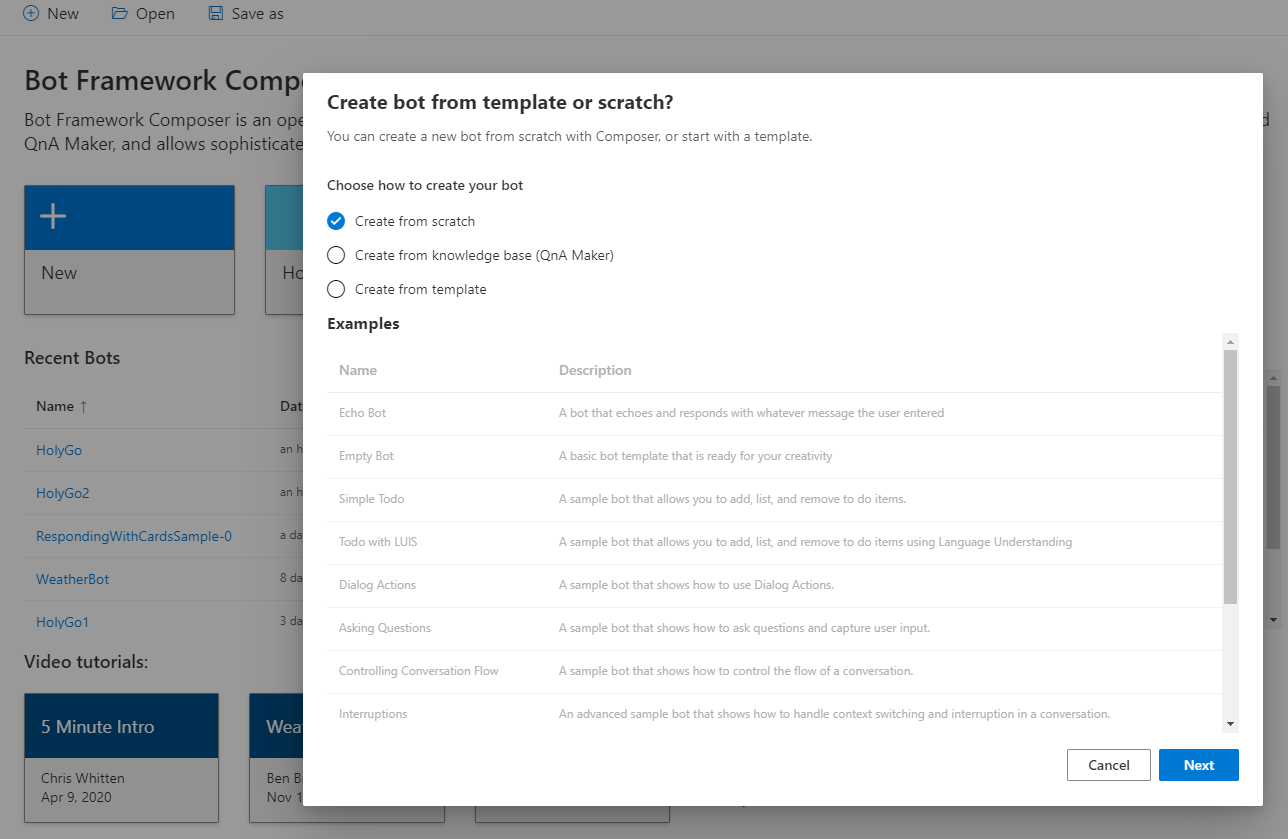 New Open Save as
Bot Framework
Bot Framework Composer is an
QnA Maker, and allows
New
Recent Bots
Name ↑
HolyGo an
HolyGo2 an
RespondingWithCardsSample-0 a
WeatherBot 8
HolyGo1 3
Video tutorials:
5 Minute Intro
Chris Whitten
Apr 9, 2020
Ben
Nov
Create bot from template or scratch?
You can create a new bot from scratch with Composer, or start with a template.
Choose how to create your bot
Create from scratch
Create from knowledge base (QnA Maker)
Create from template
Examples
Name Description
Echo Bot A bot that echoes and responds with whatever message the user entered
Empty Bot A basic bot template that is ready for your creativity
Simple Todo A sample bot that allows you to add, list, and remove to do items.
Todo with LUIS A sample bot that allows you to add, list, and remove to do items using Language Understanding
Dialog Actions A sample bot that shows how to use Dialog Actions.
Asking Questions A sample bot that shows how to ask questions and capture user input.
Controlling Conversation Flow A sample bot that shows how to control the flow of a conversation.
Interruptions An advanced sample bot that shows how to handle context switching and interruption in a conversation.
Cancel Next